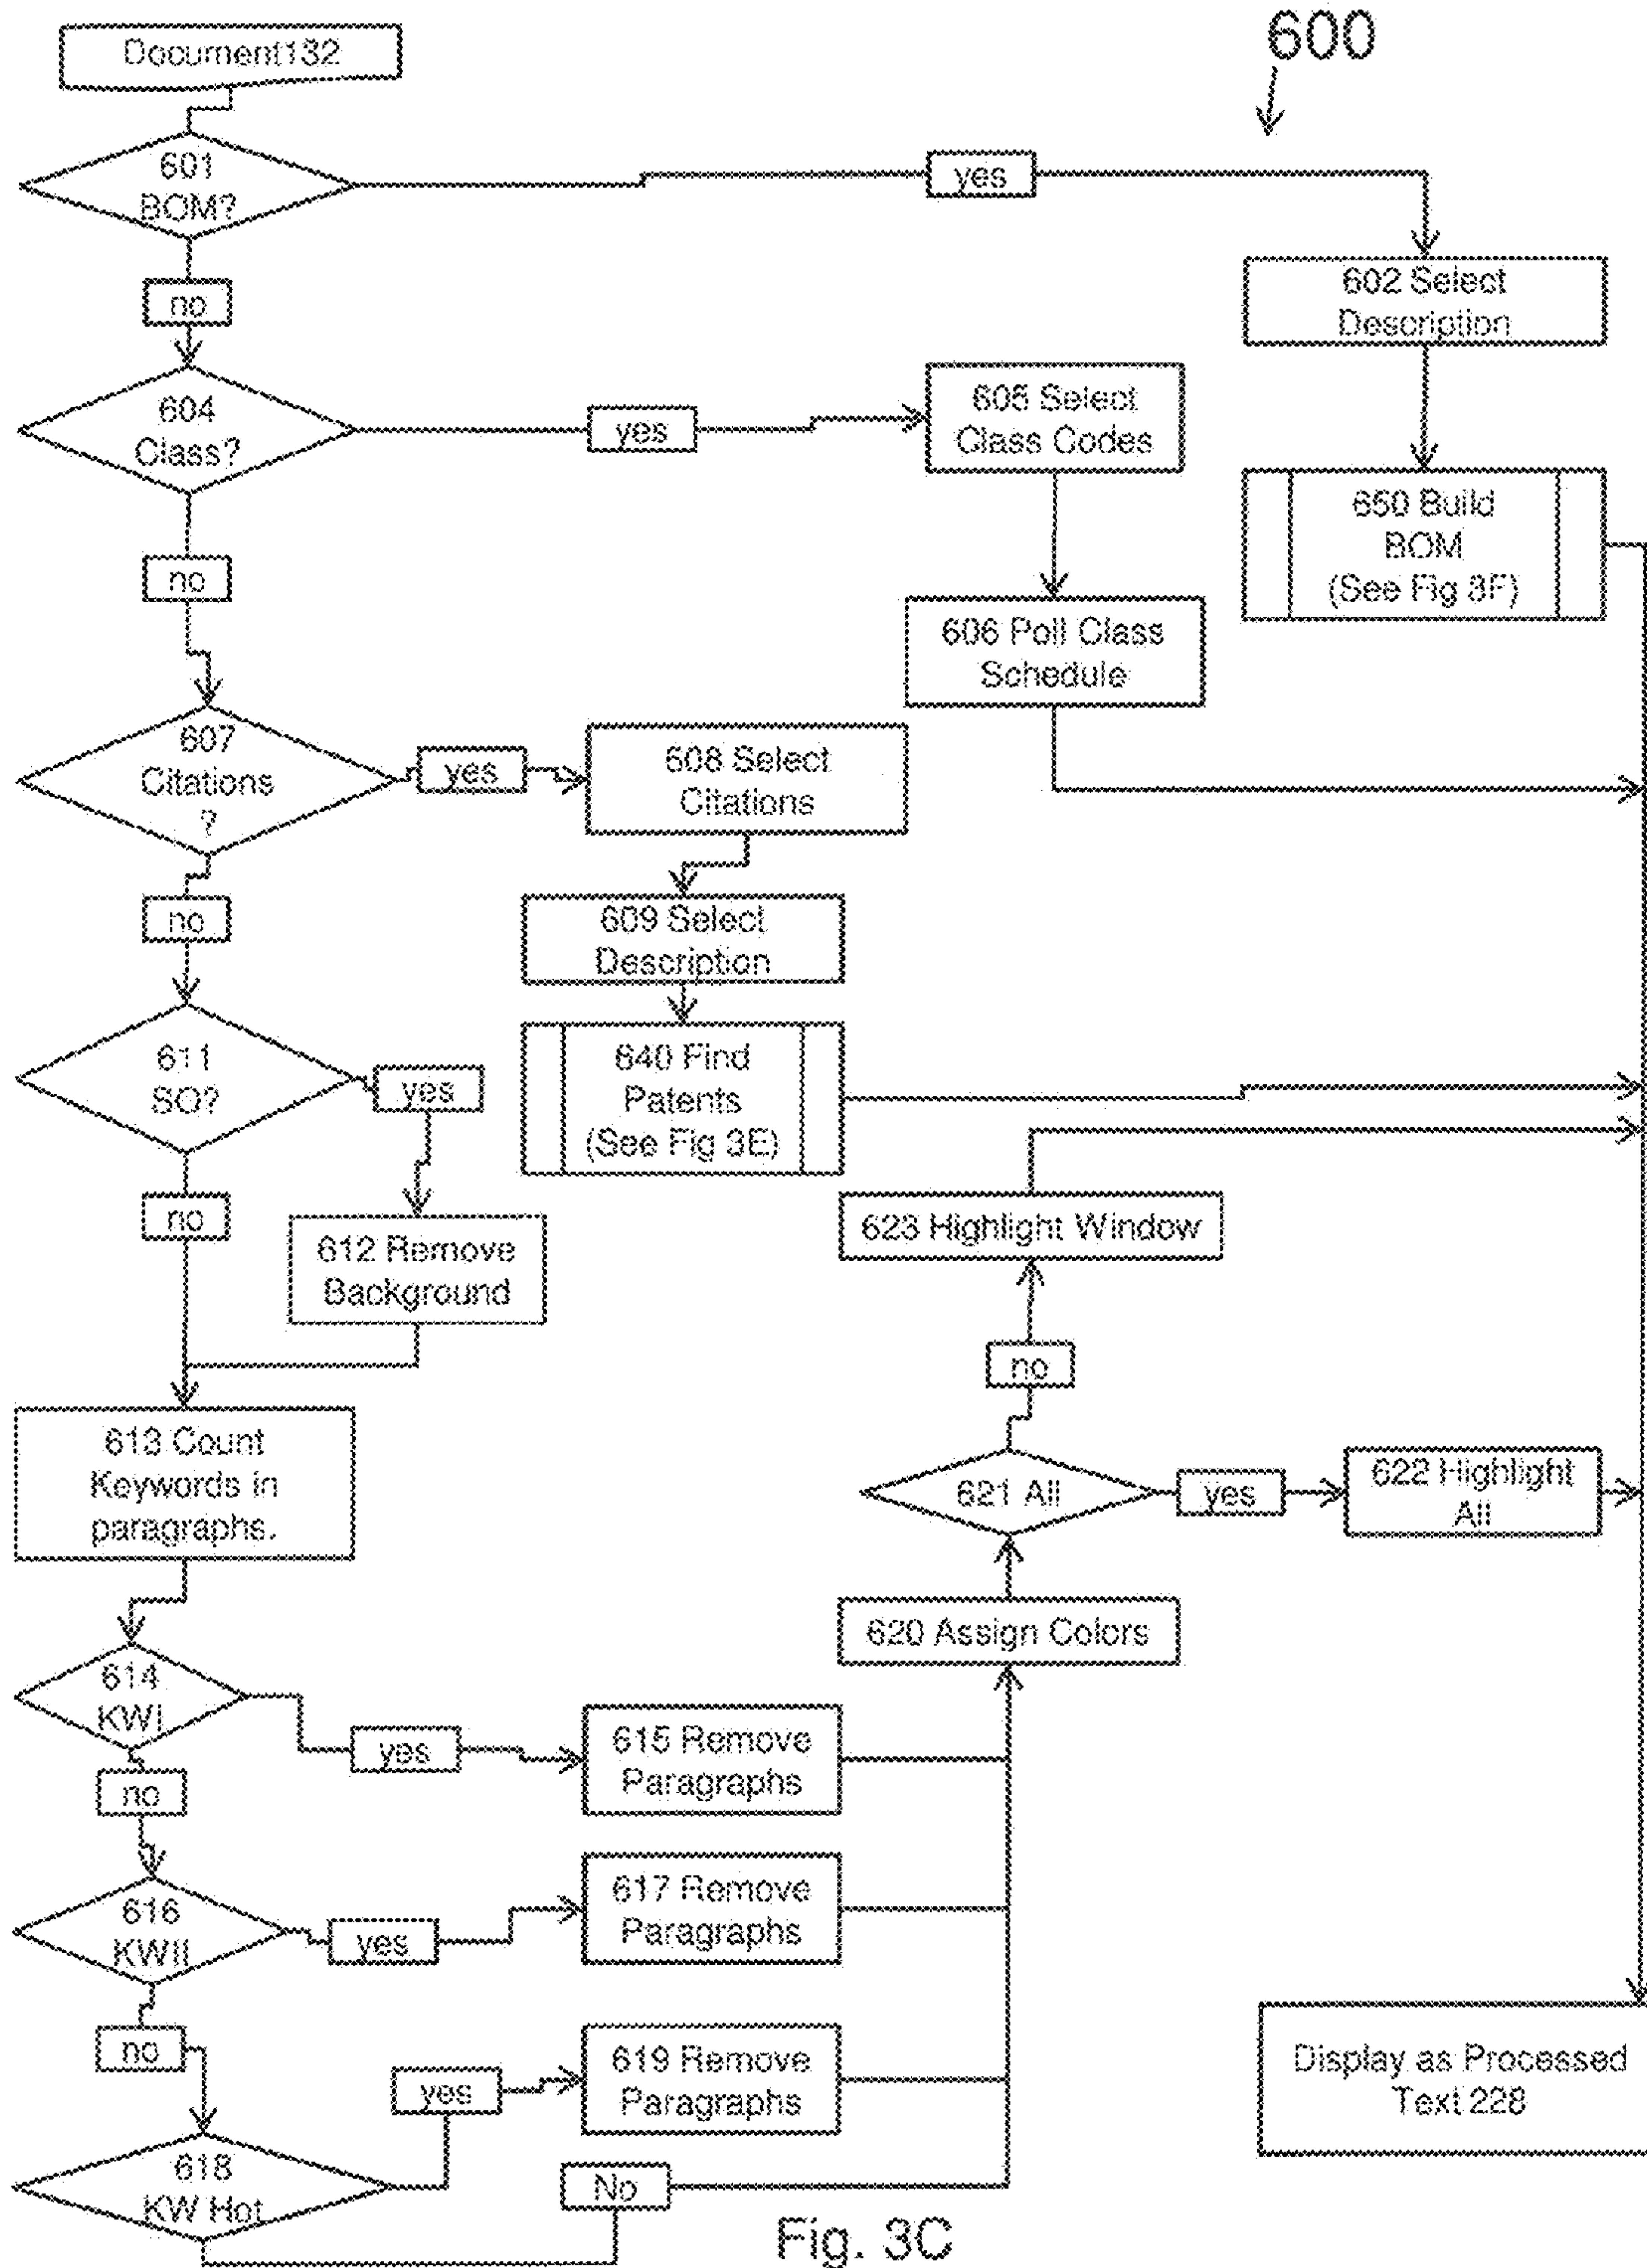 600
Document132
601
BOM?
yes
no
602 Select
Description
604
Class?
yes
605 Select
Class Codes
650 Build
BOM
(See Fig 3F)
no
606 Poll Class
Schedule
607
Citations
?
yes
608 Select
Citations
no
609 Select
Description
611
SO?
yes
640 Find
Patents
(See Fig 3E)
no
612 Remove
Background
623 Highlight Window
no
613 Count
Keywords in
paragraphs.
621 All
yes
622 Highlight
All
620 Assign Colors
614
KWI
yes
615 Remove
Paragraphs
no
616
KWII
yes
617 Remove
Paragraphs
no
yes
619 Remove
Paragraphs
Display as Processed
Text 228
618
KW Hot
No
Fig. 3C